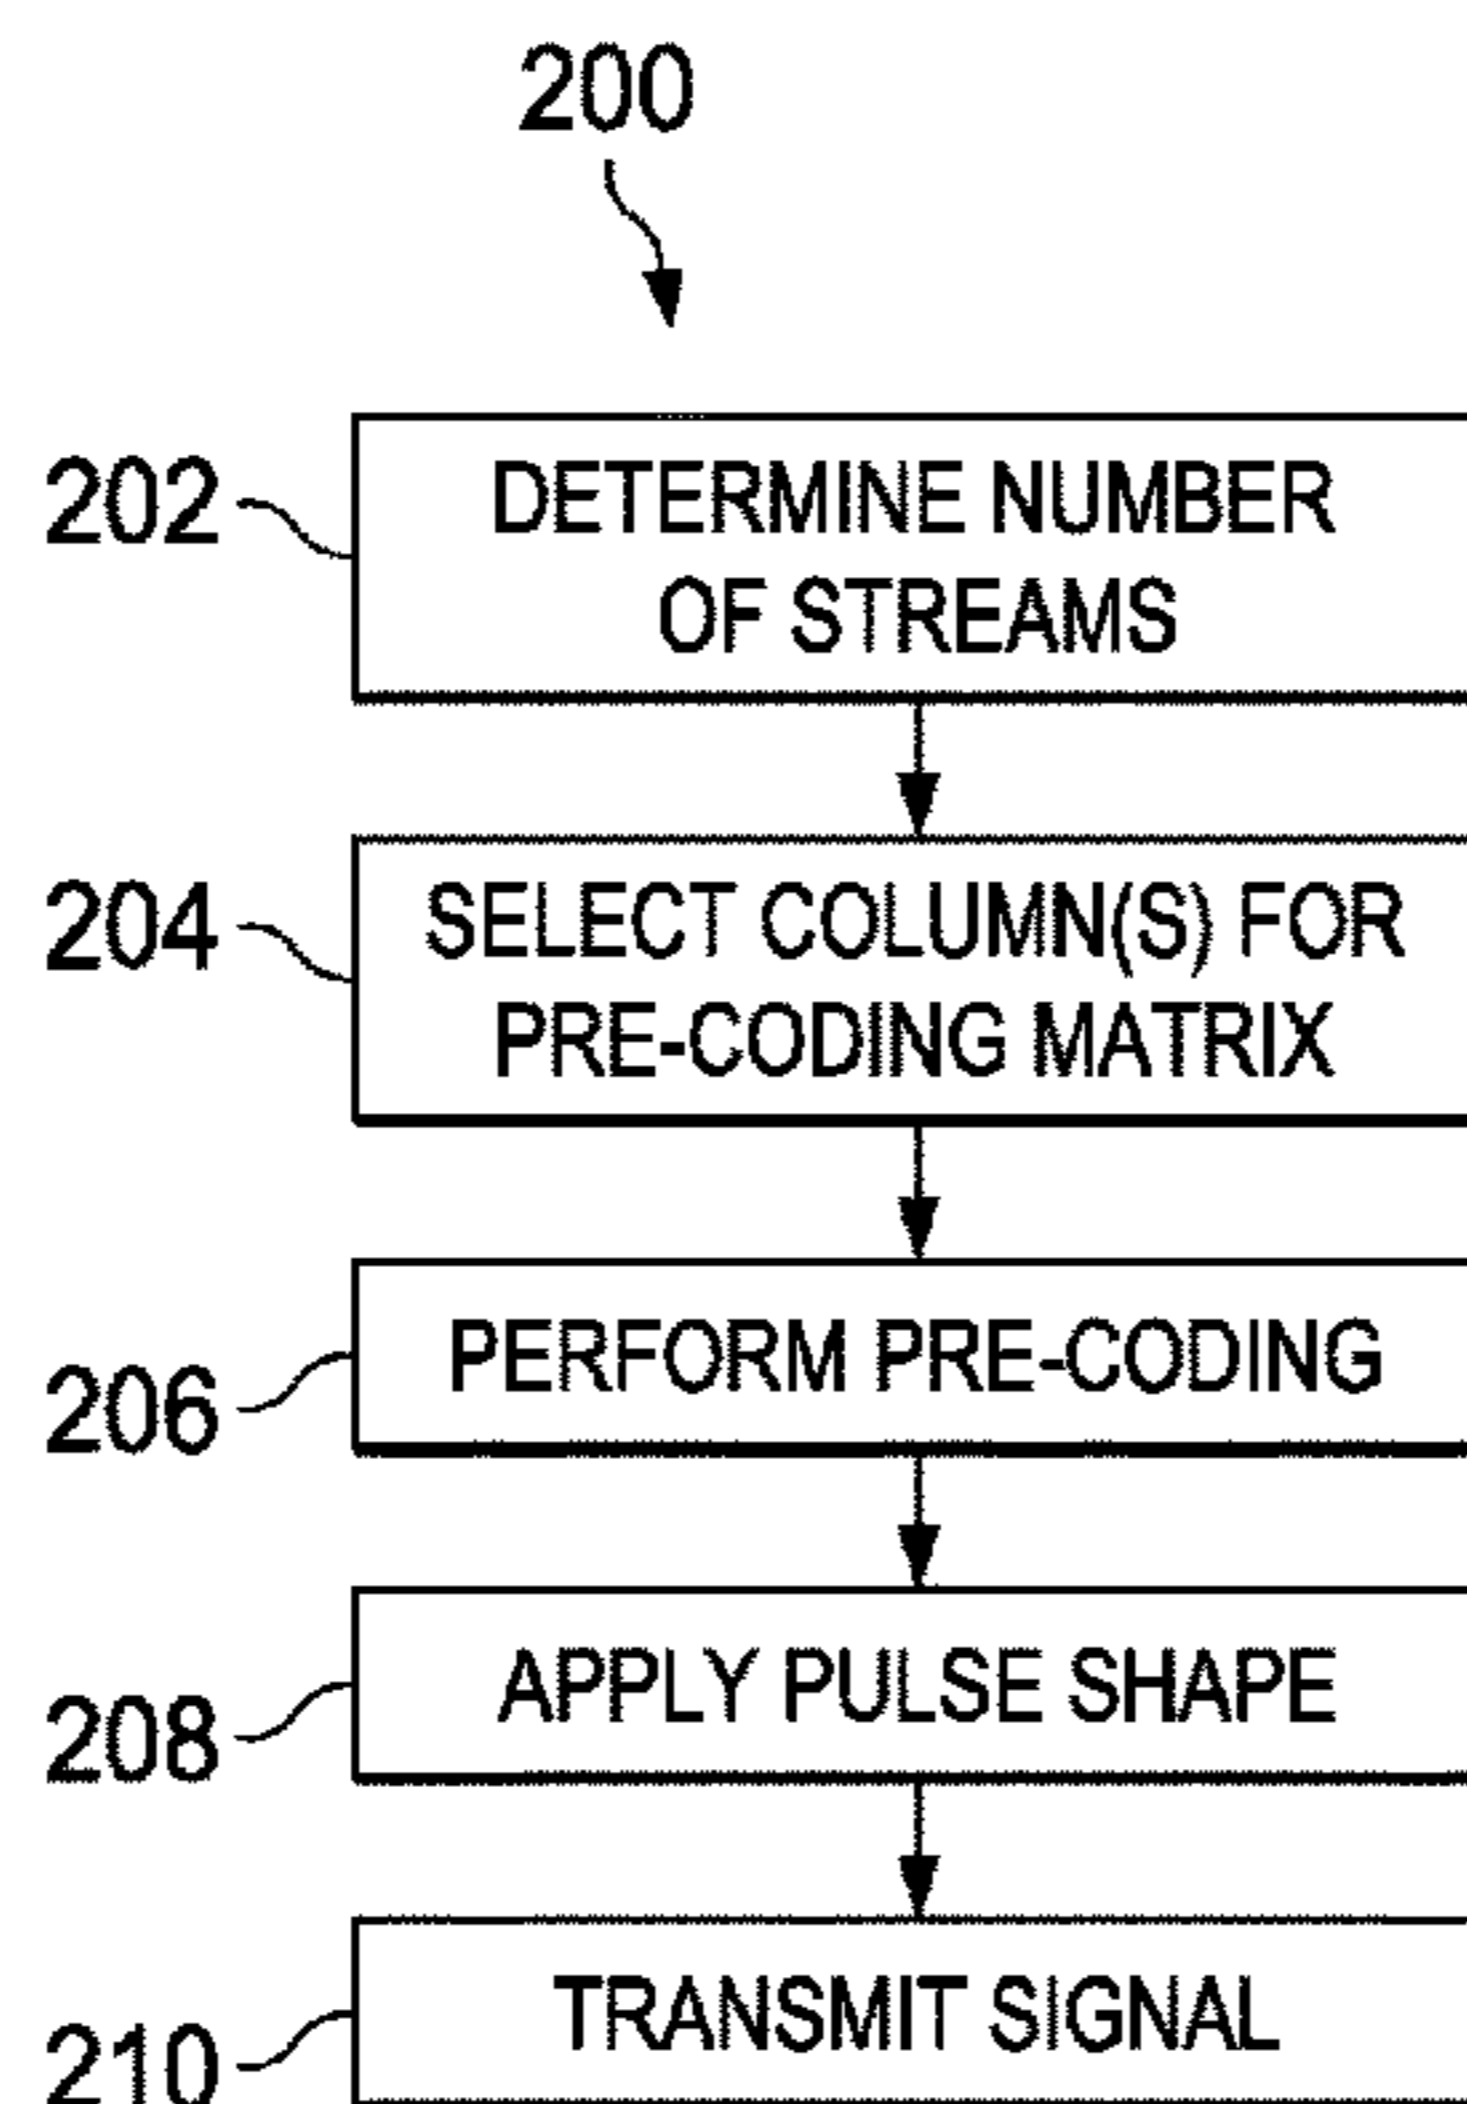 200
202
DETERMINE NUMBER
OF STREAMS
204
SELECT COLUMN(S) FOR
PRE-CODING MATRIX
206
PERFORM PRE-CODING
208
APPLY PULSE SHAPE
210
TRANSMIT SIGNAL